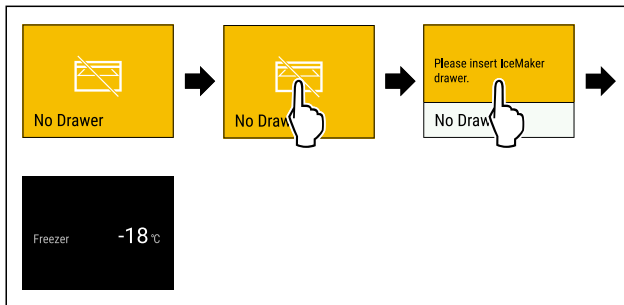 No Drawer
No Draw
Please insert IceMaker
drawer.
No Draw
Freezer -18 °C